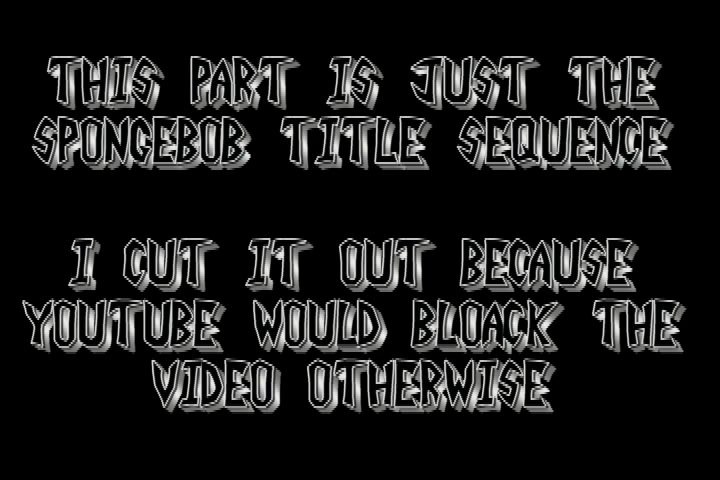 THIS PART IS JUST THE
SPONGEBOB TITLE SEQUENCE
I CUT IT OUT BECAUSE
YOUTUBE WOULD BLOACK THE
VIDEO OTHERWISE